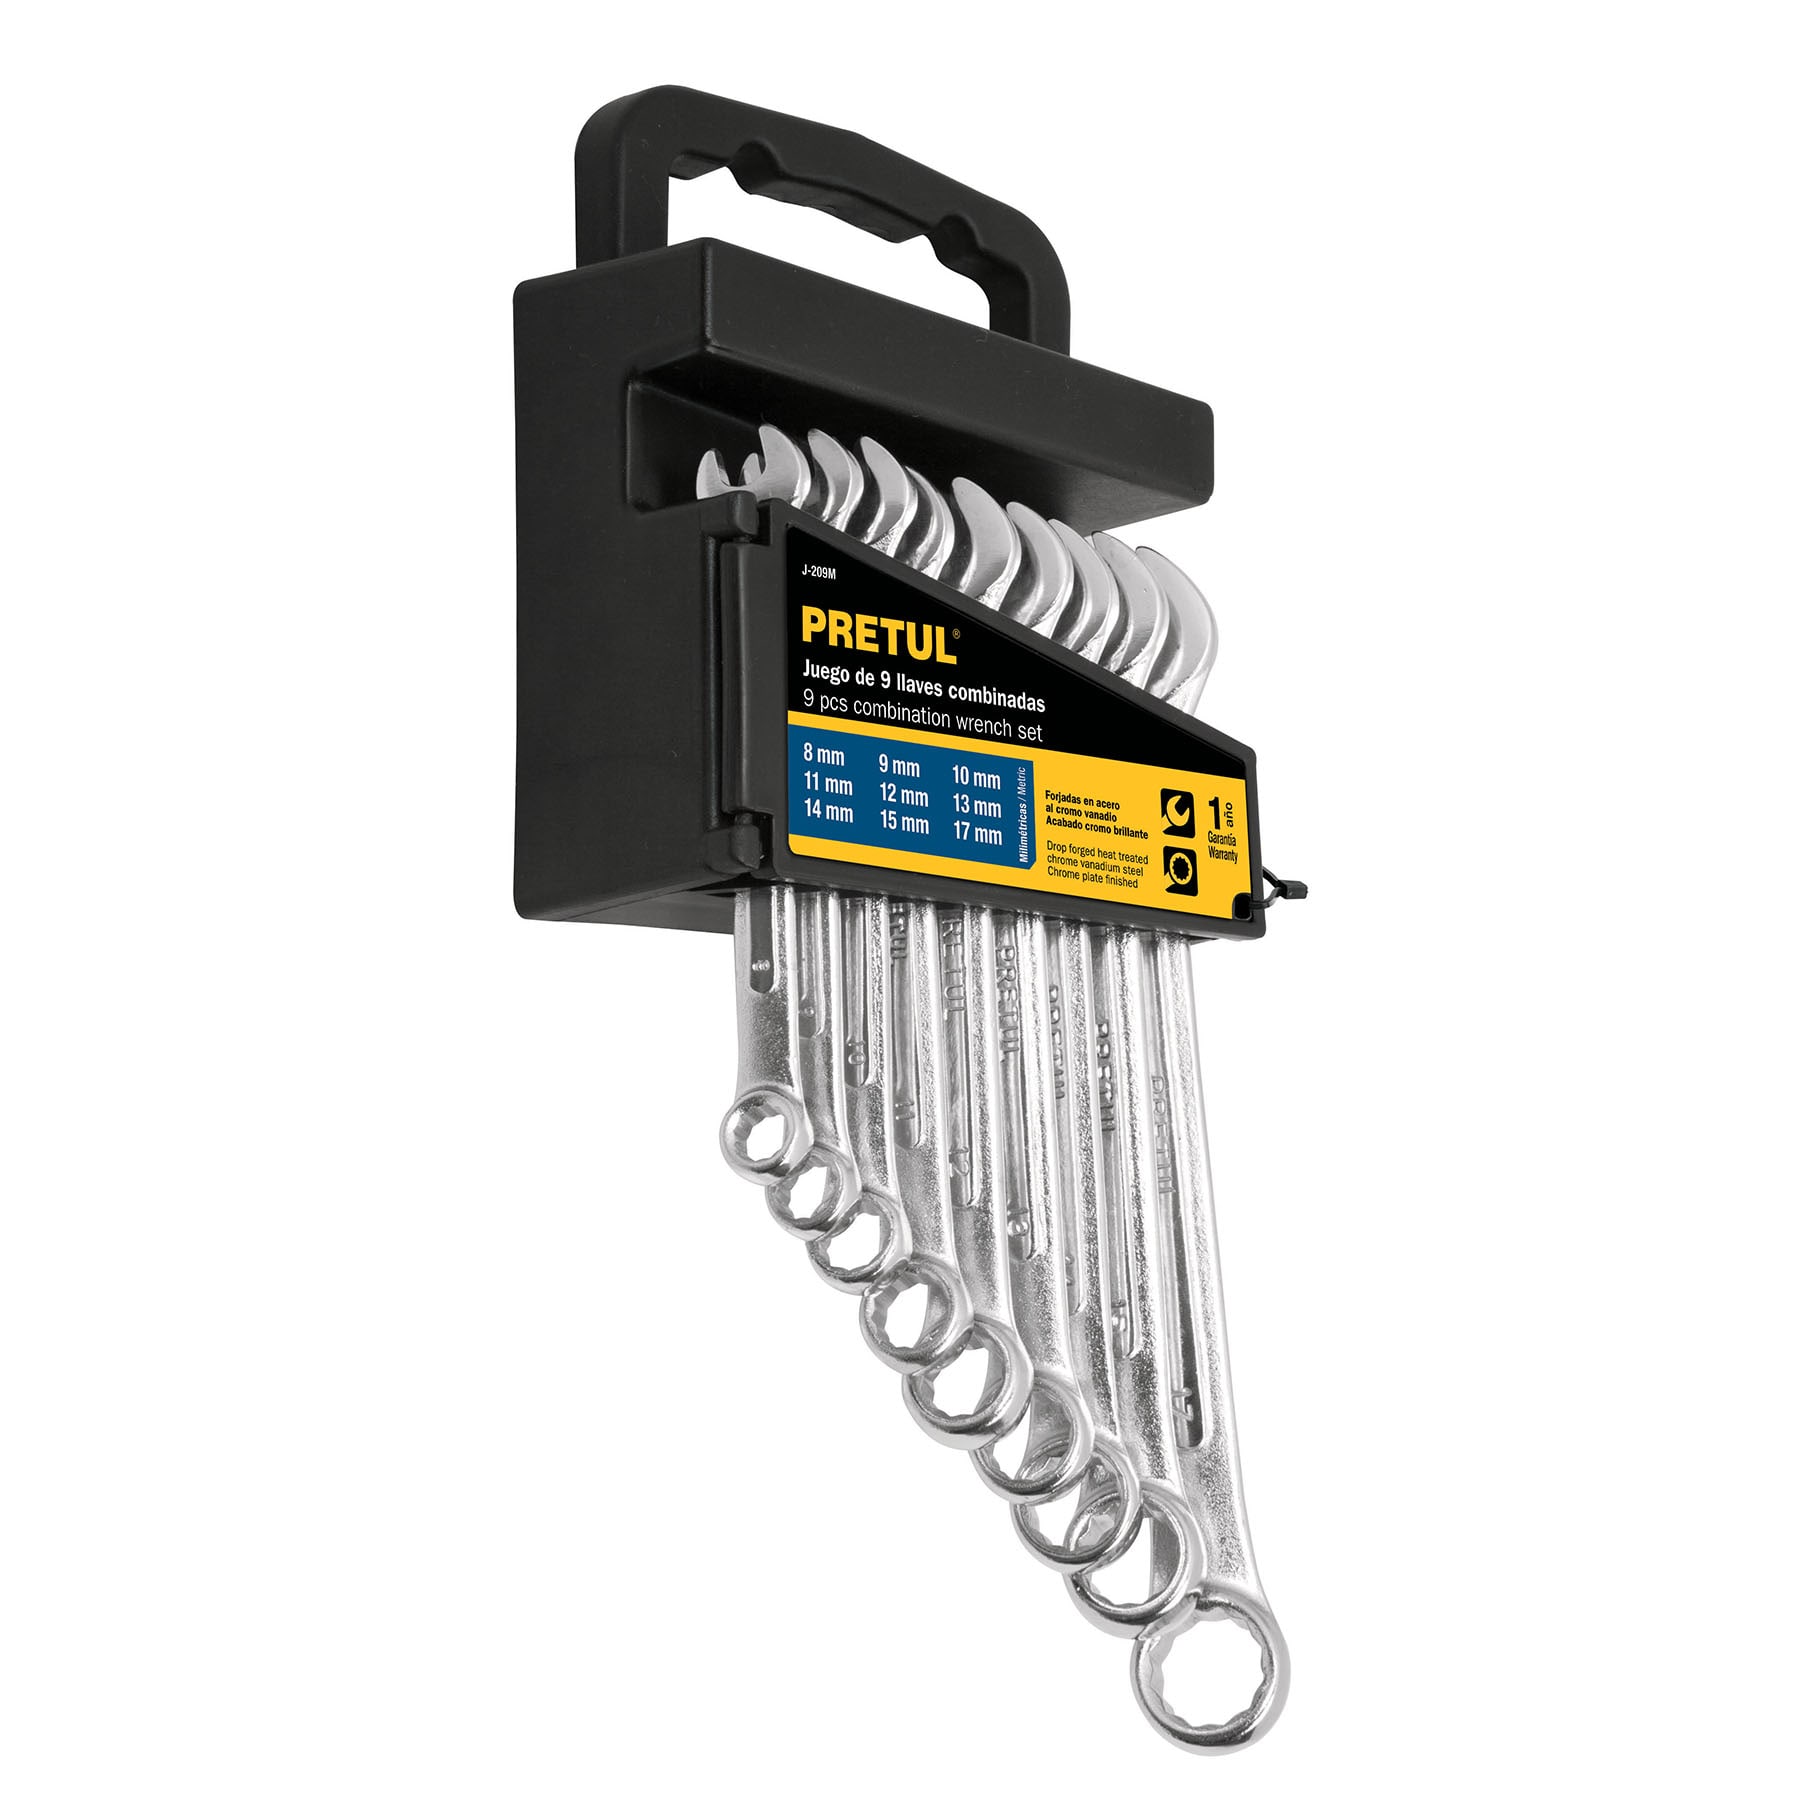 J-209M
PRETUL®
Juego de 9 llaves combinadas
9 pcs combination wrench set
8 mm 9 mm 10 mm
11 mm 12 mm 13 mm
14 mm 15 mm 17 mm
Milimétricas / Metric
Forjadas en acero
al cromo vanadio
Acabado cromo brillante
Drop forged heat treated
chrome vanadium steel
Chrome plate finished
1 año
Garantía
Warranty
8
9
10
11
12
13
15
17
PRETUL
PRETUL
PRETUL
PRETUL